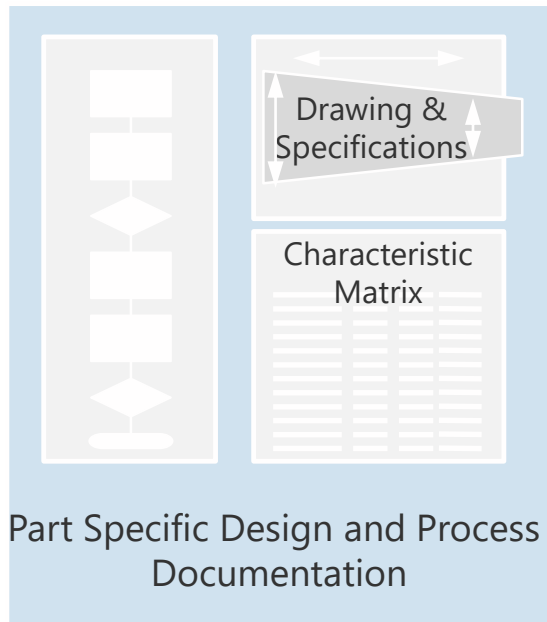 Drawing &
Specifications
Characteristic
Matrix
Part Specific Design and Process
Documentation